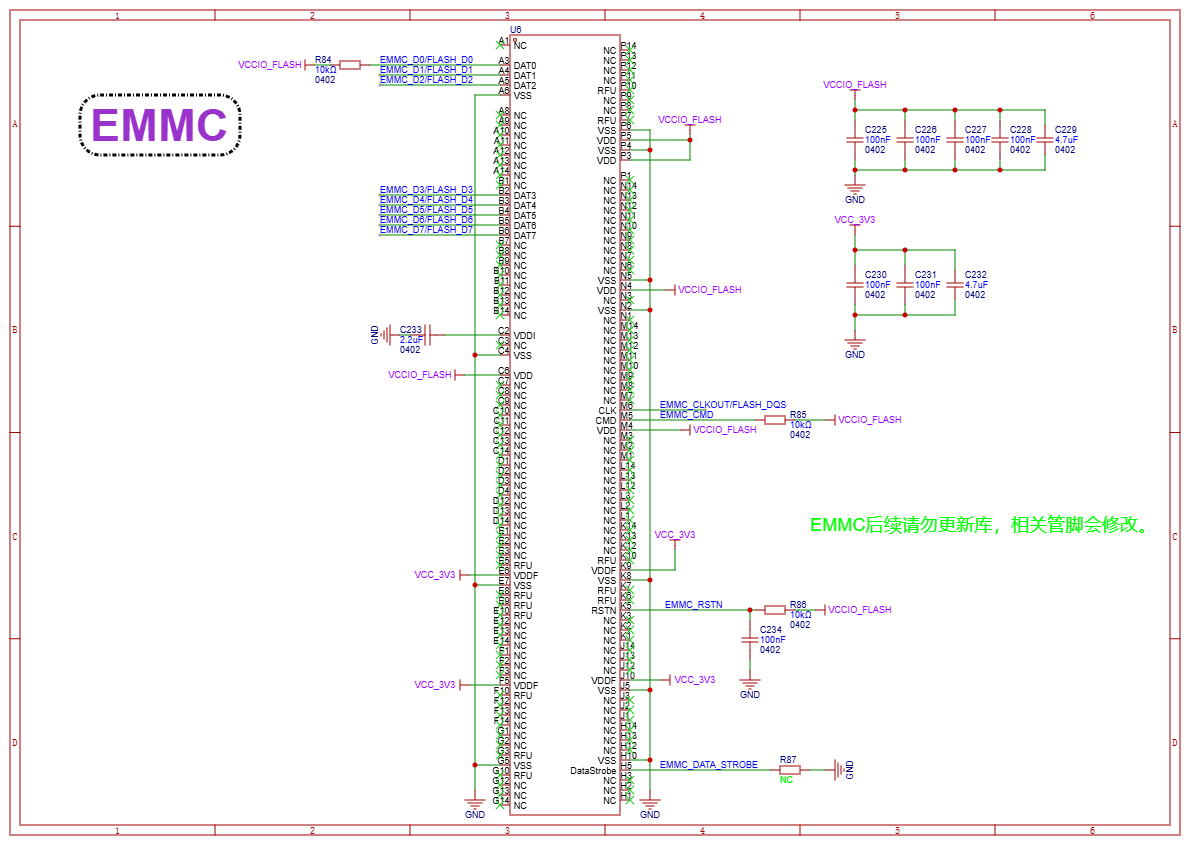 1 2 3 4 5 6
A
B
C
D
EMMC
U6
VCCIO_FLASH
R84
10kΩ
0402
EMMC_D0/FLASH_D0
EMMC_D1/FLASH_D1
EMMC_D2/FLASH_D2
A1 NC
A3 DAT0
A4 DAT1
A5 DAT2
A6 VSS
A8 NC
A9 NC
A10 NC
A11 NC
A12 NC
A13 NC
A14 NC
B1 NC
EMMC_D3/FLASH_D3
EMMC_D4/FLASH_D4
EMMC_D5/FLASH_D5
EMMC_D6/FLASH_D6
EMMC_D7/FLASH_D7
B2 DAT3
B3 DAT4
B4 DAT5
B5 DAT6
B6 DAT7
B7 NC
B8 NC
B9 NC
B10 NC
B11 NC
B12 NC
B13 NC
B14 NC
GND
C233
2.2uF
0402
C2 VDDI
C3 NC
C4 VSS
VCCIO_FLASH
C6 VDD
C7 NC
C8 NC
C9 NC
C10 NC
C11 NC
C12 NC
C13 NC
C14 NC
D1 NC
D2 NC
D3 NC
D4 NC
D12 NC
D13 NC
D14 NC
E1 NC
E2 NC
E3 NC
E5 RFU
VCC_3V3
E6 VDDF
E7 VSS
E8 RFU
E9 RFU
E10 RFU
E12 NC
E13 NC
E14 NC
F1 NC
F2 NC
F3 NC
VCC_3V3
F5 VDDF
F10 RFU
F12 NC
F13 NC
F14 NC
G1 NC
G2 NC
G3 RFU
G5 VSS
G10 RFU
G12 NC
G13 NC
G14 NC
GND
NC P14
NC P13
NC P12
NC P11
RFU P10
NC P9
NC P8
RFU P7
VSS P6
VDD P5
VSS P4
VDD P3
VCCIO_FLASH
NC P1
NC N14
NC N13
NC N12
NC N11
NC N10
NC N9
NC N8
NC N7
NC N6
VSS N5
VDD N4
VCCIO_FLASH
NC N3
VSS N2
NC N1
NC M14
NC M13
NC M12
NC M11
NC M10
NC M9
NC M8
NC M7
CLK M6
EMMC_CLKOUT/FLASH_DQS
CMD M5
EMMC_CMD
R85
10kΩ
0402
VCCIO_FLASH
VDD M4
VCCIO_FLASH
NC M3
NC M2
NC M1
NC L14
NC L13
NC L12
NC L3
NC L2
NC L1
NC K14
NC K13
NC K12
RFU K10
VDDF K9
VCC_3V3
VSS K8
RFU K7
RFU K6
RSTN K5
EMMC_RSTN
R86
10kΩ
0402
VCCIO_FLASH
C234
100nF
0402
GND
NC K3
NC K2
NC K1
NC J14
NC J13
NC J12
VDDF J10
VCC_3V3
VSS J5
NC J3
NC J2
NC J1
NC H14
NC H13
NC H12
VSS H10
DataStrobe H5
EMMC_DATA_STROBE
R87
NC
GND
NC H3
NC H2
NC H1
GND
VCCIO_FLASH
C225
100nF
0402
C226
100nF
0402
C227
100nF
0402
C228
100nF
0402
C229
4.7uF
0402
GND
VCC_3V3
C230
100nF
0402
C231
100nF
0402
C232
4.7uF
0402
GND
EMMC后续请勿更新库，相关管脚会修改。
A
B
C
D
1 2 3 4 5 6